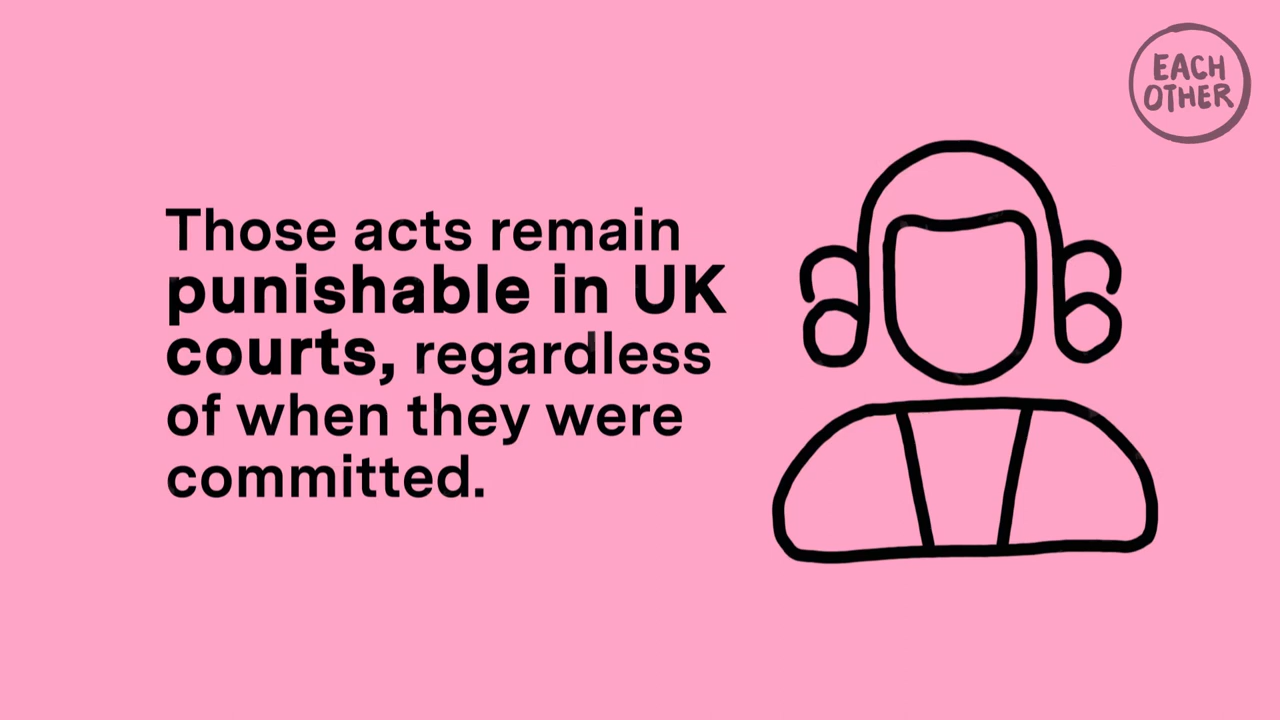 EACH
OTHER
Those acts remain
punishable in UK
courts, regardless
of when they were
committed.